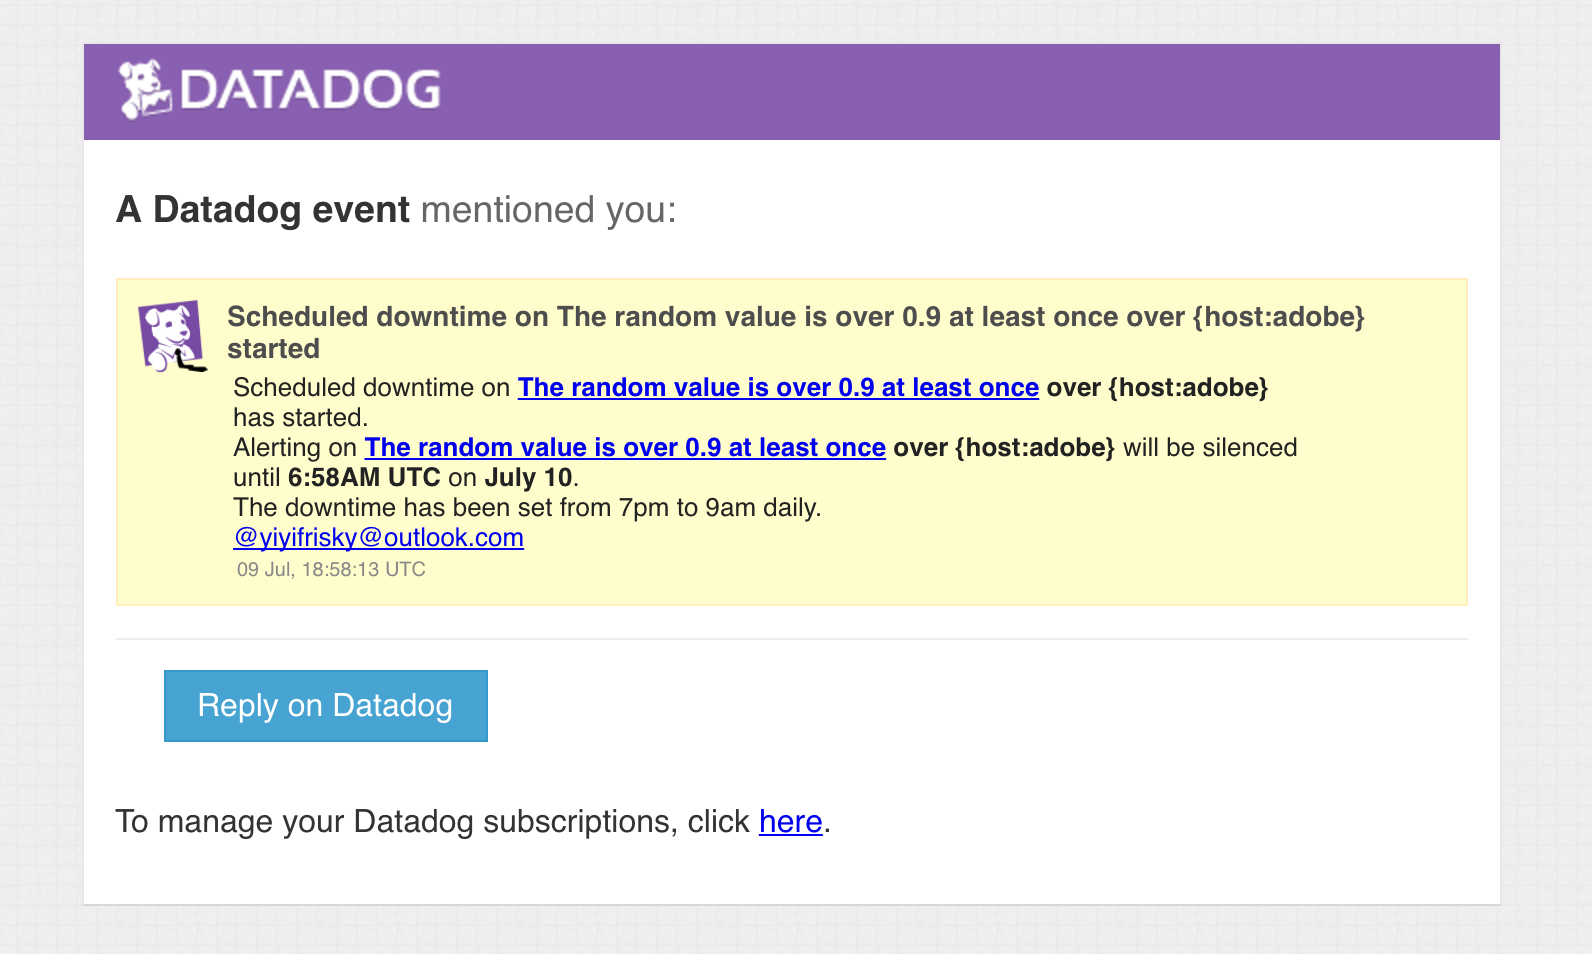 DATADOG
A Datadog event mentioned you:
Scheduled downtime on The random value is over 0.9 at least once over {host:adobe}
started
Scheduled downtime on The random value is over 0.9 at least once over {host:adobe}
has started.
Alerting on The random value is over 0.9 at least once over {host:adobe} will be silenced
until 6:58AM UTC on July 10.
The downtime has been set from 7pm to 9am daily.
@yiyifrisky@outlook.com
09 Jul, 18:58:13 UTC
Reply on Datadog
To manage your Datadog subscriptions, click here.